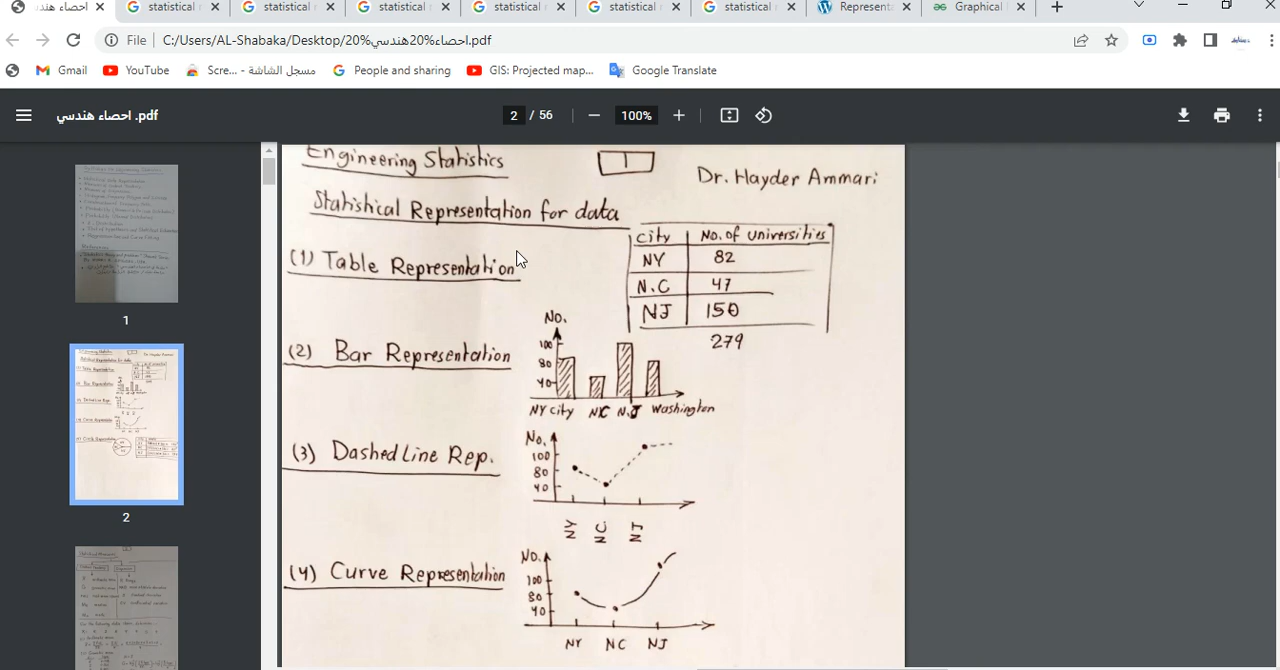 احصاء هند
statistical r
statistical r
statistical
statistical
statistical
statistical
Represent
Graphical
File
C:/Users/AL-Shabaka/Desktop/20%احصاء20%هندسي.pdf
Gmail
YouTube
Scre... - مسجل الشاشة
People and sharing
GIS: Projected map...
Google Translate
احصاء هندسي .pdf
2 / 56
100%
1
2
Engineering Statistics
1
Dr. Hayder Ammari
Statistical Representation for data
(1) Table Representation
City No. of Universities
NY 82
N.C 47
NJ 150
279
(2) Bar Representation
No.
100
80
40
NY city NC N.J Washington
(3) Dashed Line Rep.
No.
100
80
40
NY NC NJ
(4) Curve Representation
No.
100
80
40
NY NC NJ